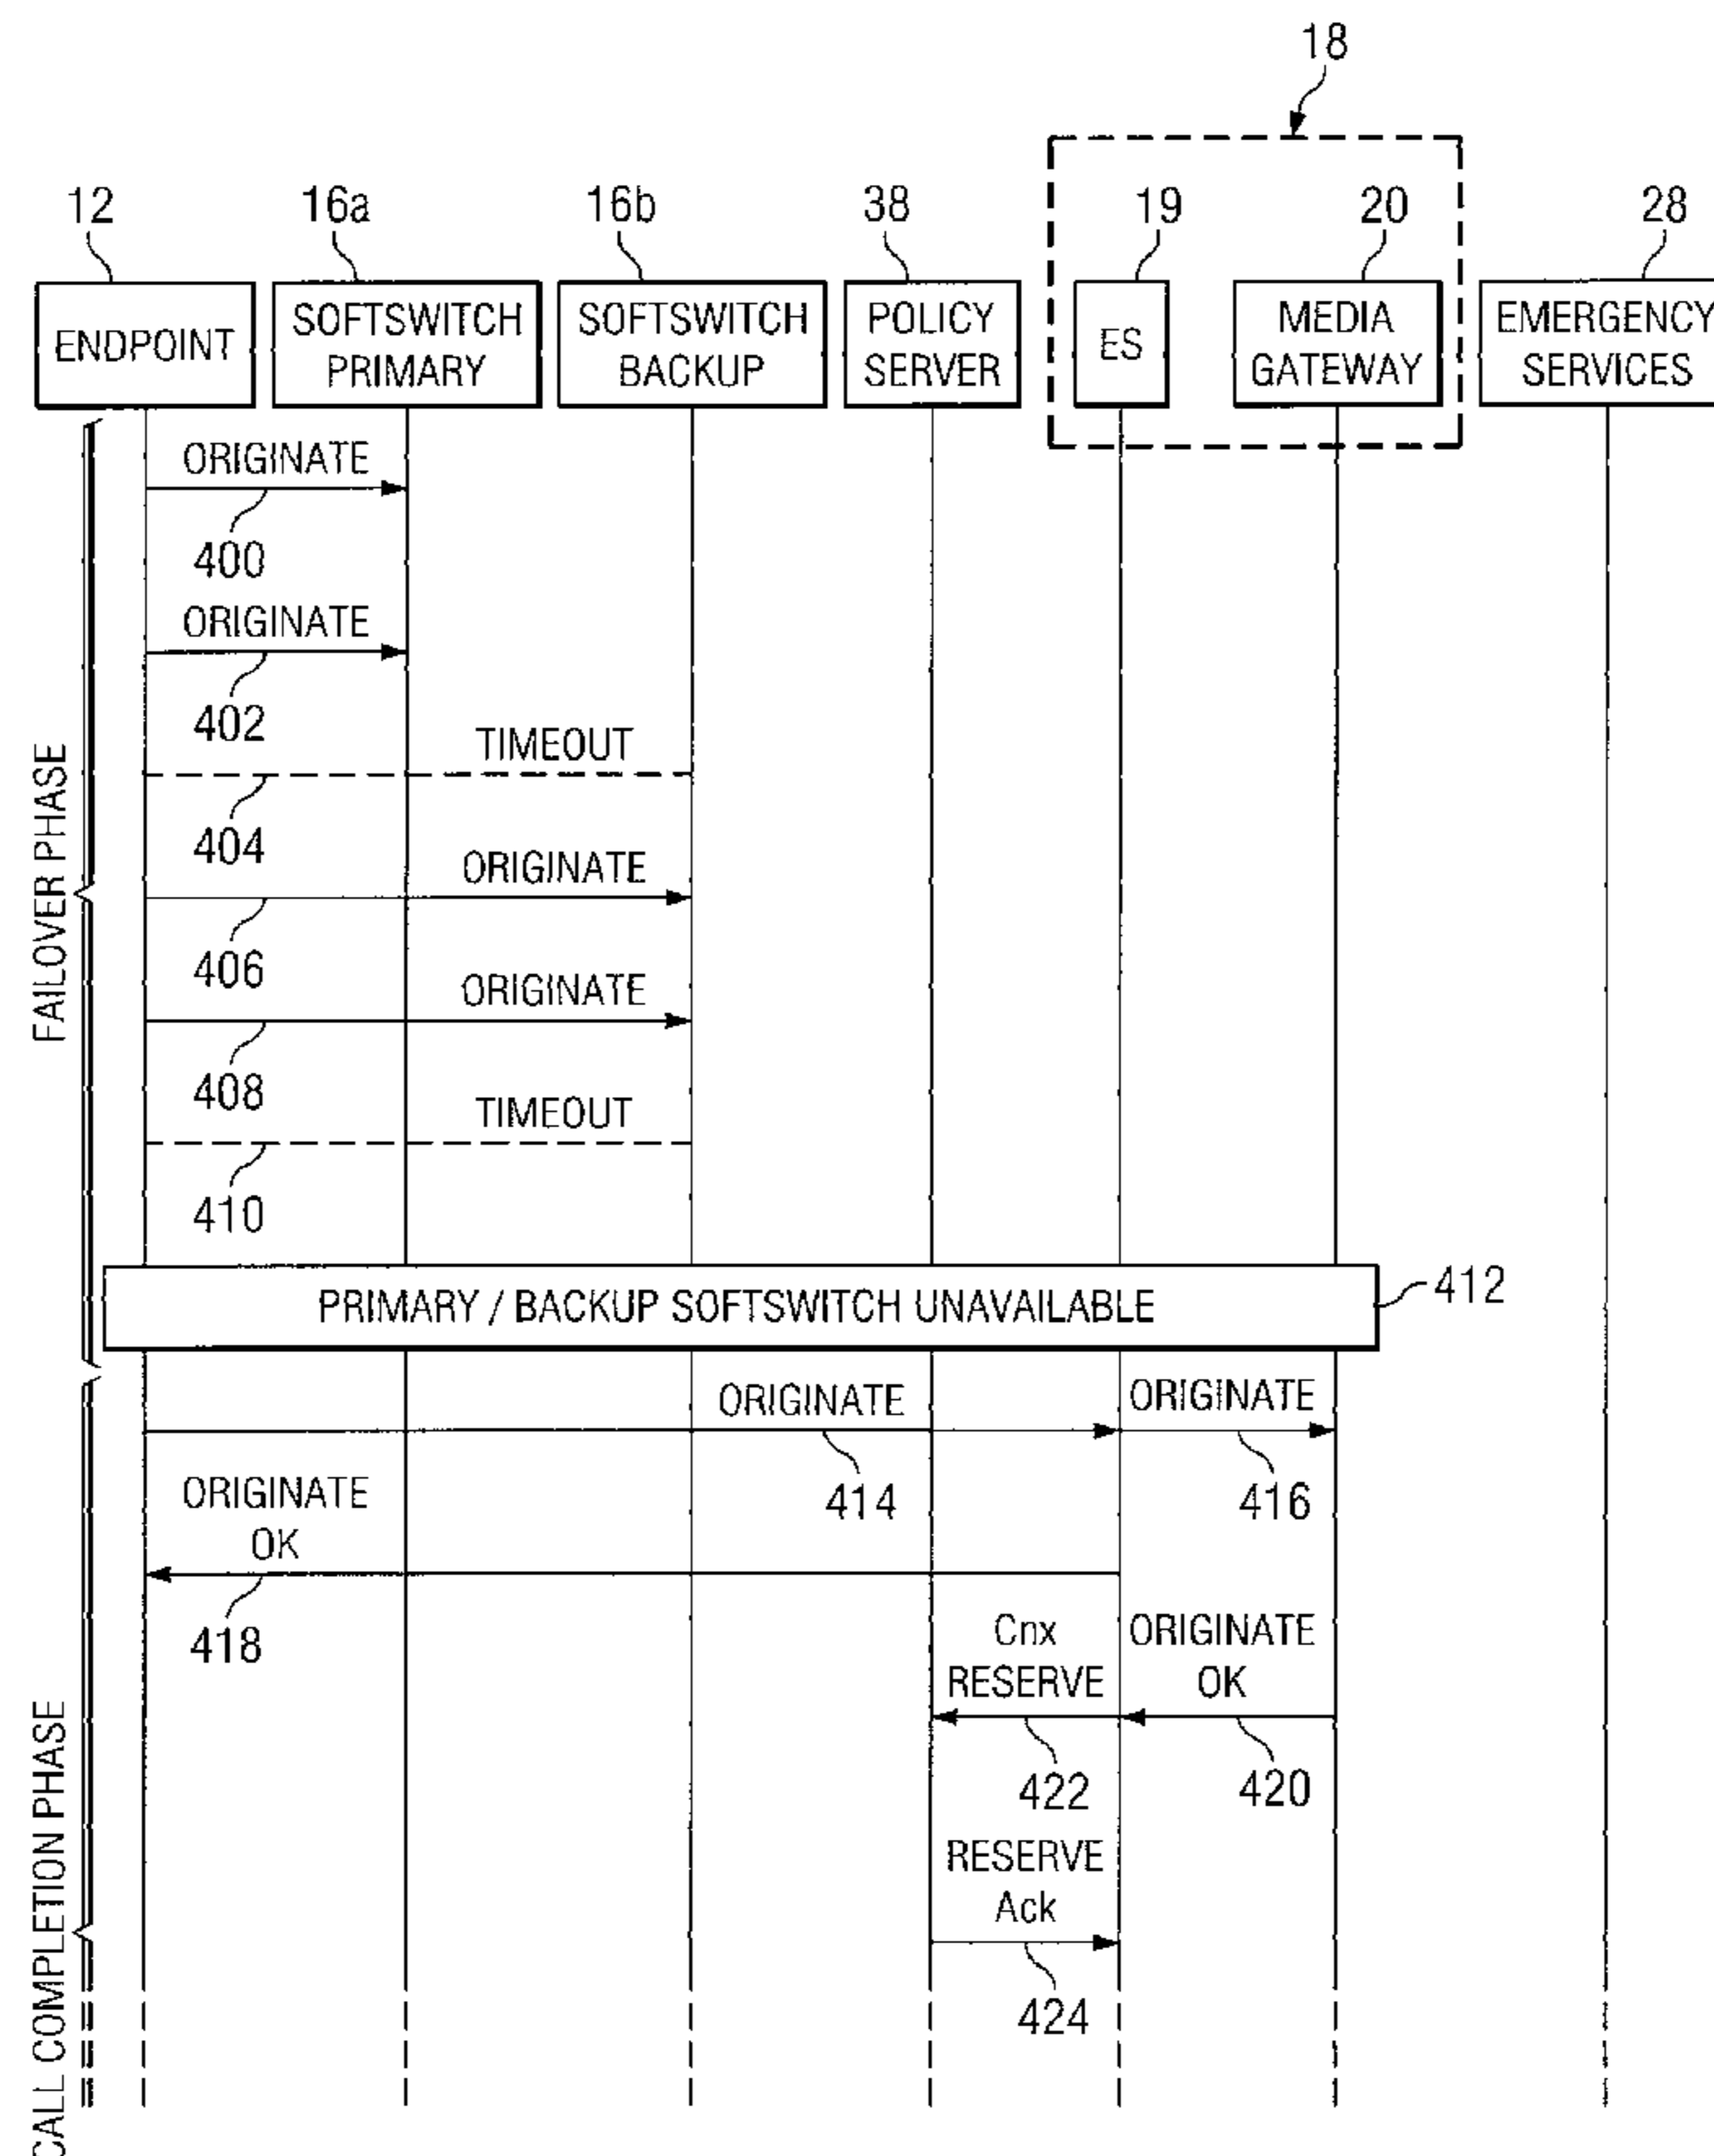 18
12
16a
16b
38
19
20
28
ENDPOINT
SOFTSWITCH
PRIMARY
SOFTSWITCH
BACKUP
POLICY
SERVER
ES
MEDIA
GATEWAY
EMERGENCY
SERVICES
FAILOVER PHASE
ORIGINATE
400
ORIGINATE
402
TIMEOUT
404
ORIGINATE
406
ORIGINATE
408
TIMEOUT
410
PRIMARY / BACKUP SOFTSWITCH UNAVAILABLE
412
CALL COMPLETION PHASE
ORIGINATE
414
ORIGINATE
416
ORIGINATE
OK
418
Cnx
RESERVE
422
ORIGINATE
OK
420
RESERVE
Ack
424